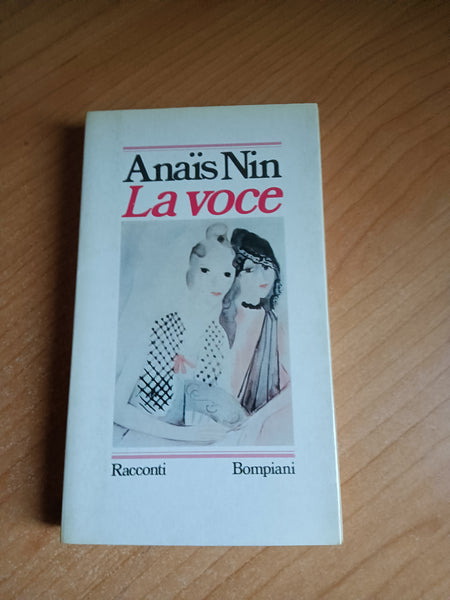 Anaïs Nin
La voce
Racconti Bompiani